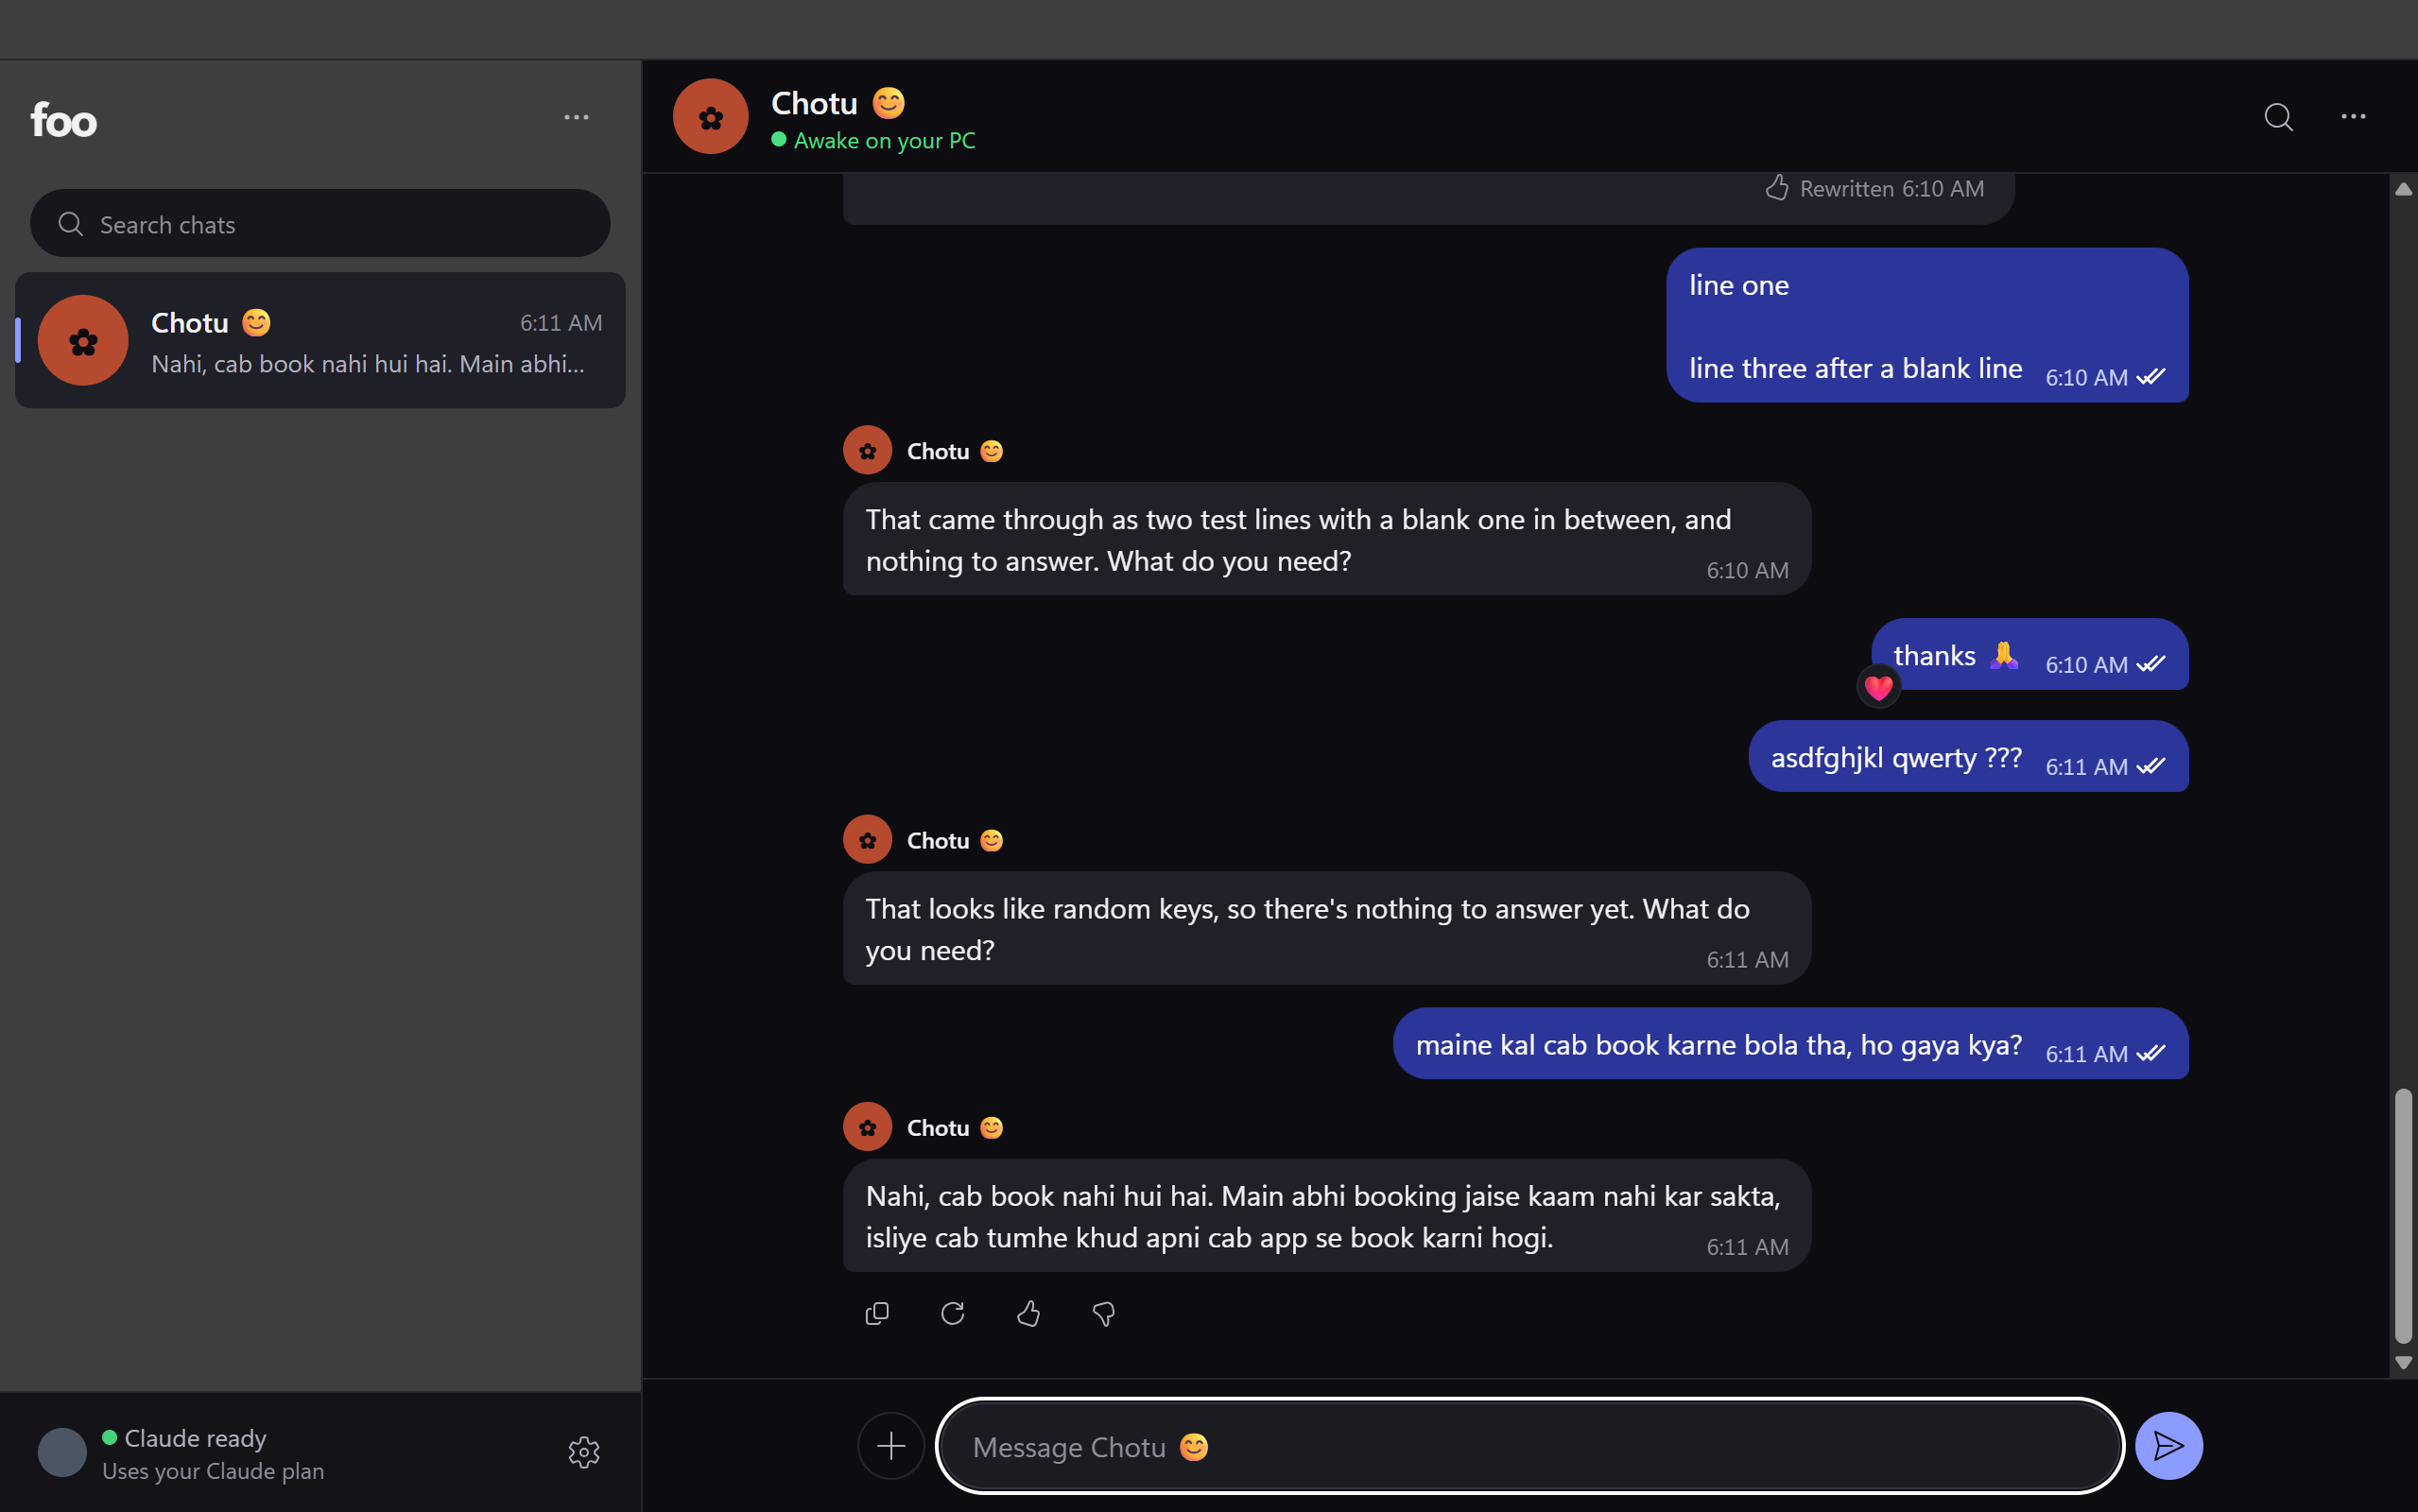 foo
Search chats
Chotu 😊
6:11 AM
Nahi, cab book nahi hui hai. Main abhi...
Claude ready
Uses your Claude plan
Chotu 😊
Awake on your PC
Rewritten 6:10 AM
line one
line three after a blank line
6:10 AM
Chotu 😊
That came through as two test lines with a blank one in between, and
nothing to answer. What do you need?
6:10 AM
thanks 🙏
6:10 AM
asdfghjkl qwerty ???
6:11 AM
Chotu 😊
That looks like random keys, so there's nothing to answer yet. What do
you need?
6:11 AM
maine kal cab book karne bola tha, ho gaya kya?
6:11 AM
Chotu 😊
Nahi, cab book nahi hui hai. Main abhi booking jaise kaam nahi kar sakta,
isliye cab tumhe khud apni cab app se book karni hogi.
6:11 AM
Message Chotu 😊